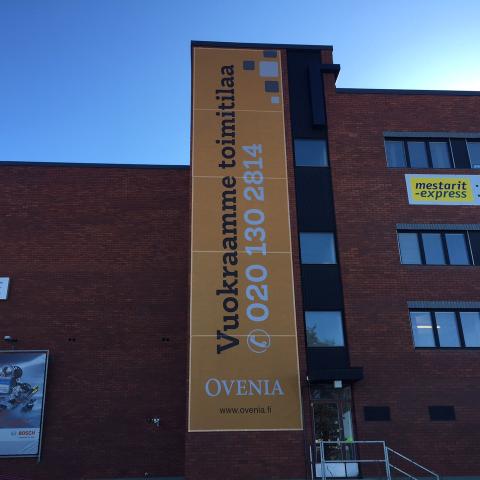 Vuokraamme toimitilaa
020 130 2814
OVENIA
www.ovenia.fi
mestarit
-express
BOSCH